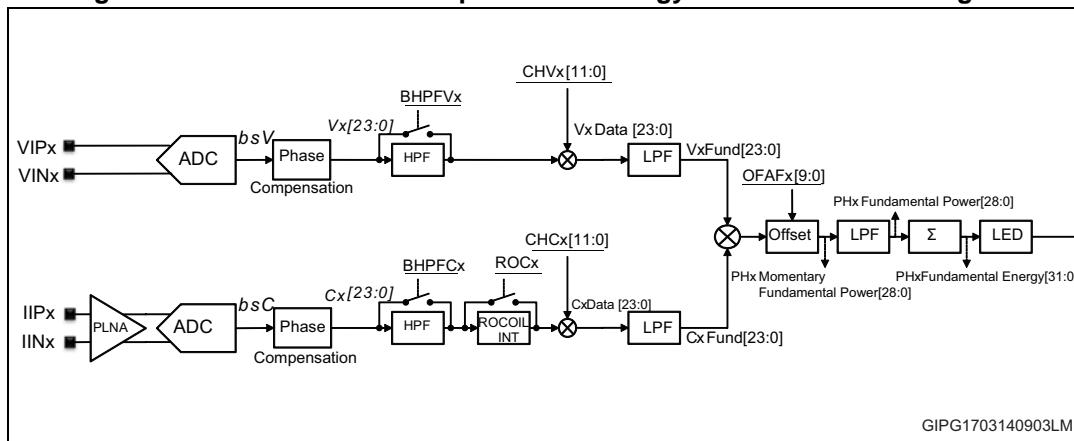 CHVx[11:0]
BHPFVx
VIPx
VINx
ADC
bsV
Phase
Compensation
Vx[23:0]
HPF
Vx Data [23:0]
LPF
VxFund[23:0]
OFAFx[9:0]
PHx Fundamental Power[28:0]
Offset
LPF
Σ
LED
PHx Momentary
Fundamental Power[28:0]
PHxFundamental Energy[31:0
CHCx[11:0]
BHPFCx
ROCx
IIPx
IINx
PLNA
ADC
bsC
Phase
Compensation
Cx[23:0]
HPF
ROCOIL
INT
CxData [23:0]
LPF
Cx Fund[23:0]
GIPG1703140903LM